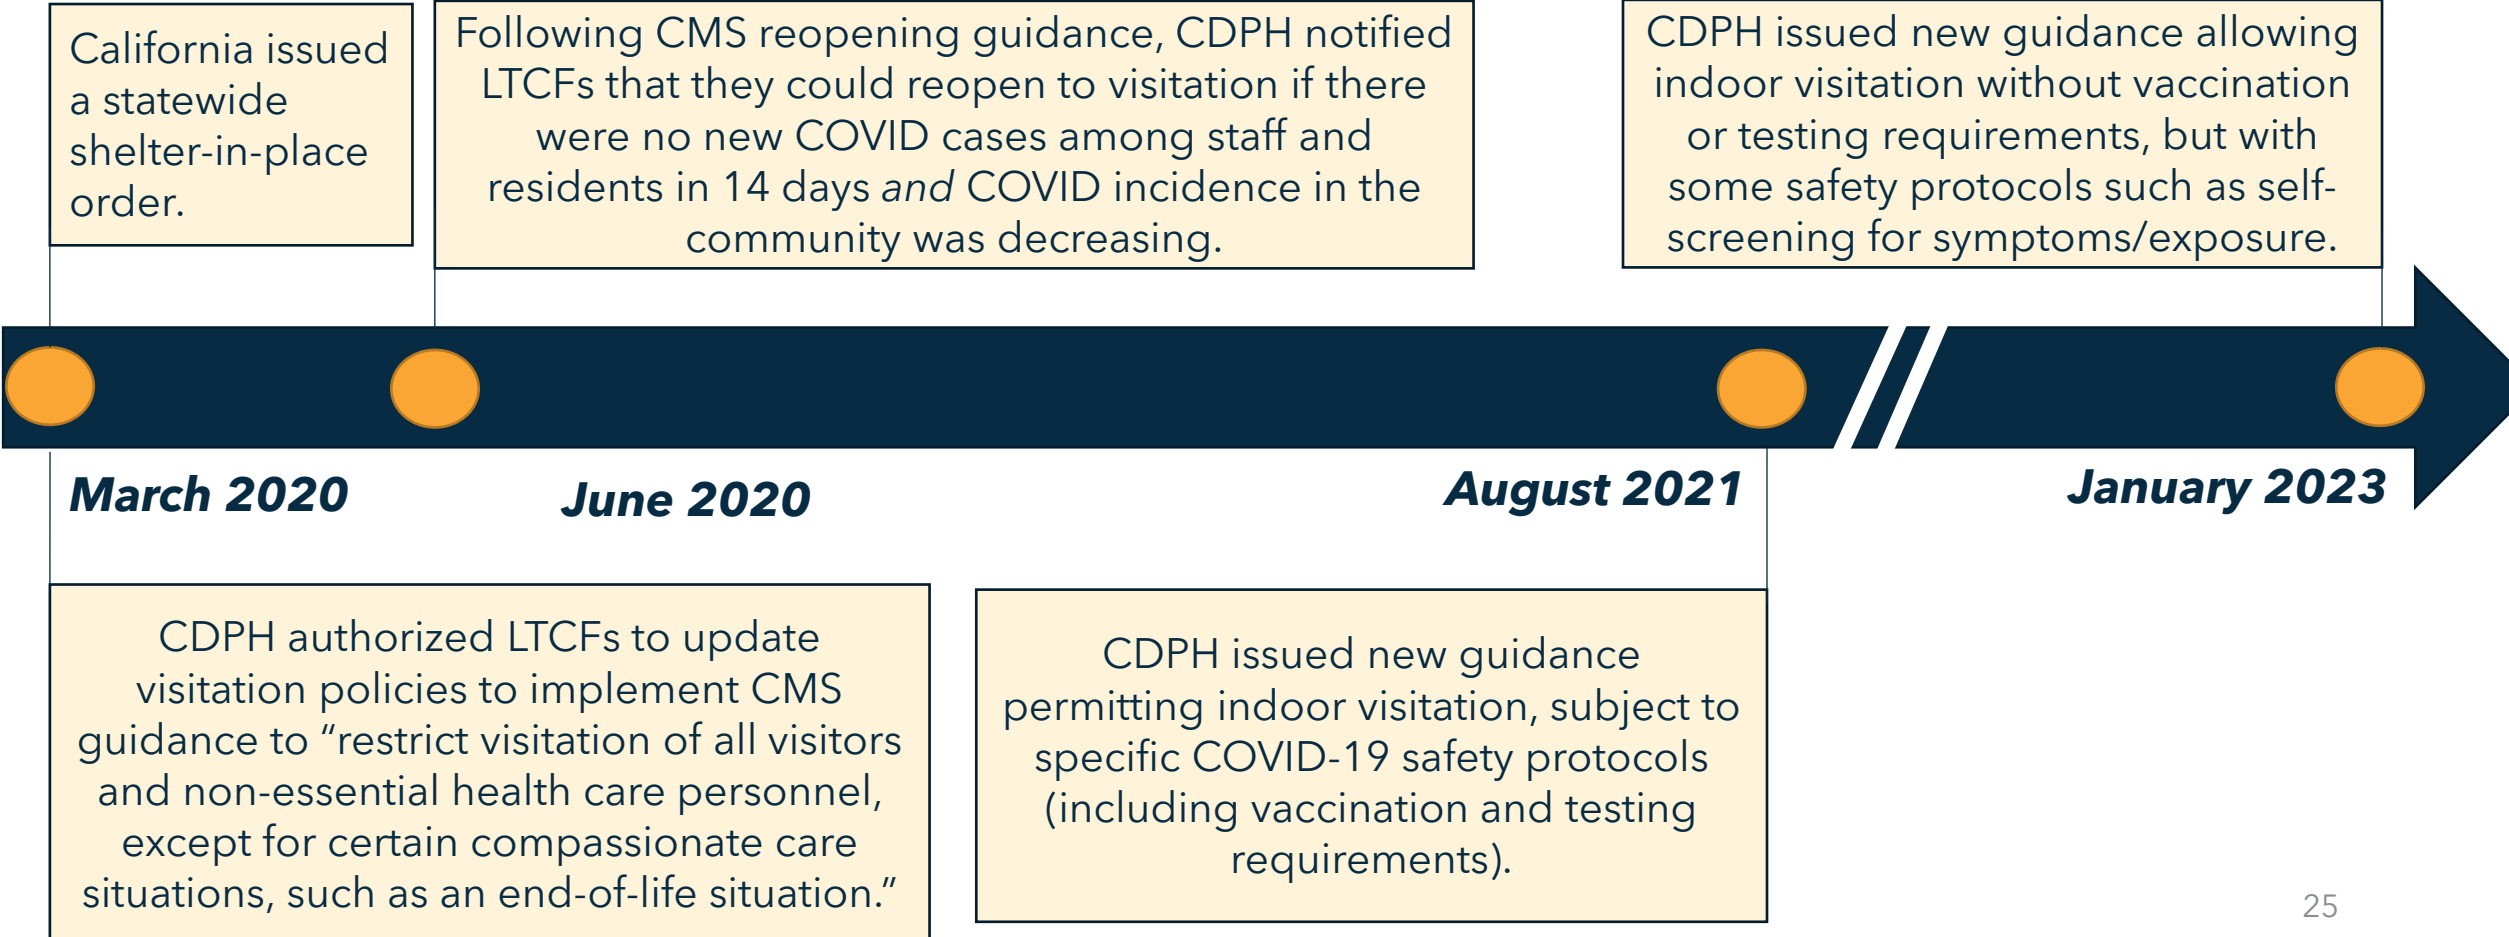 California issued
a statewide
shelter-in-place
order.
Following CMS reopening guidance, CDPH notified
LTCFs that they could reopen to visitation if there
were no new COVID cases among staff and
residents in 14 days and COVID incidence in the
community was decreasing.
CDPH issued new guidance allowing
indoor visitation without vaccination
or testing requirements, but with
some safety protocols such as self-
screening for symptoms/exposure.
March 2020
June 2020
August 2021
January 2023
CDPH authorized LTCFs to update
visitation policies to implement CMS
guidance to “restrict visitation of all visitors
and non-essential health care personnel,
except for certain compassionate care
situations, such as an end-of-life situation.”
CDPH issued new guidance
permitting indoor visitation, subject to
specific COVID-19 safety protocols
(including vaccination and testing
requirements).
25